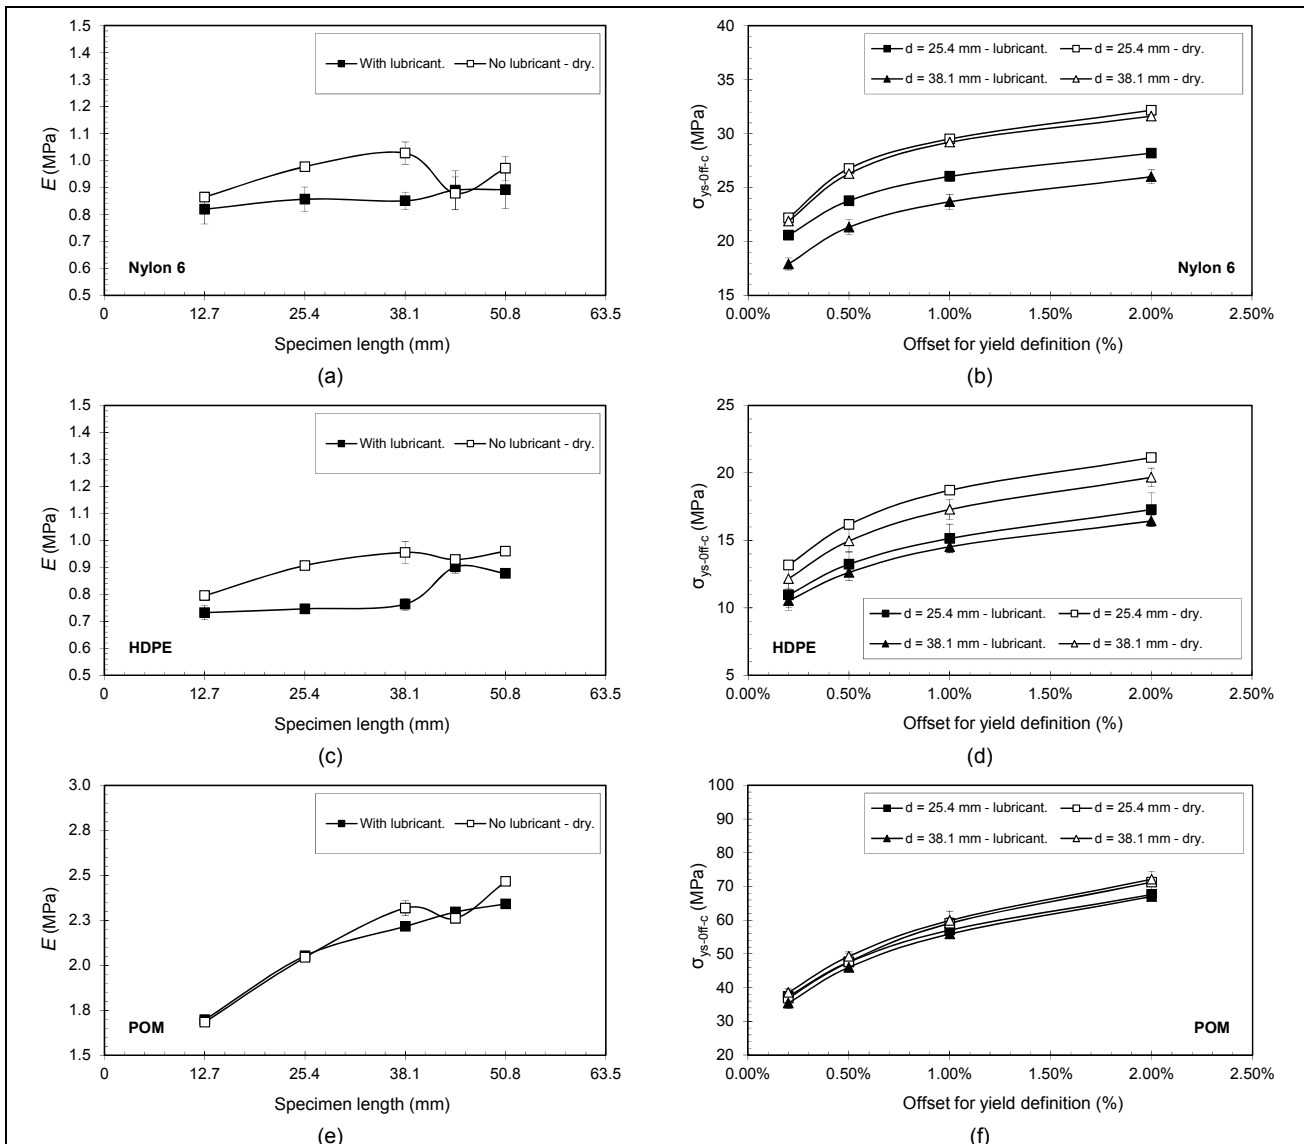 1.5
1.4
1.3
1.2
1.1
1.0
0.9
0.8
0.7
0.6
0.5
E (MPa)
With lubricant. No lubricant - dry.
Nylon 6
0 12.7 25.4 38.1 50.8 63.5
Specimen length (mm)
(a)
40
35
30
25
20
15
σys-0ff-c (MPa)
d = 25.4 mm - lubricant. d = 25.4 mm - dry.
d = 38.1 mm - lubricant. d = 38.1 mm - dry.
Nylon 6
0.00% 0.50% 1.00% 1.50% 2.00% 2.50%
Offset for yield definition (%)
(b)
1.5
1.4
1.3
1.2
1.1
1.0
0.9
0.8
0.7
0.6
0.5
E (MPa)
With lubricant. No lubricant - dry.
HDPE
0 12.7 25.4 38.1 50.8 63.5
Specimen length (mm)
(c)
25
20
15
10
5
σys-0ff-c (MPa)
d = 25.4 mm - lubricant. d = 25.4 mm - dry.
d = 38.1 mm - lubricant. d = 38.1 mm - dry.
HDPE
0.00% 0.50% 1.00% 1.50% 2.00% 2.50%
Offset for yield definition (%)
(d)
3.0
2.8
2.5
2.3
2.0
1.8
1.5
E (MPa)
With lubricant. No lubricant - dry.
POM
0 12.7 25.4 38.1 50.8 63.5
Specimen length (mm)
(e)
100
90
80
70
60
50
40
30
20
σys-0ff-c (MPa)
d = 25.4 mm - lubricant. d = 25.4 mm - dry.
d = 38.1 mm - lubricant. d = 38.1 mm - dry.
POM
0.00% 0.50% 1.00% 1.50% 2.00% 2.50%
Offset for yield definition (%)
(f)